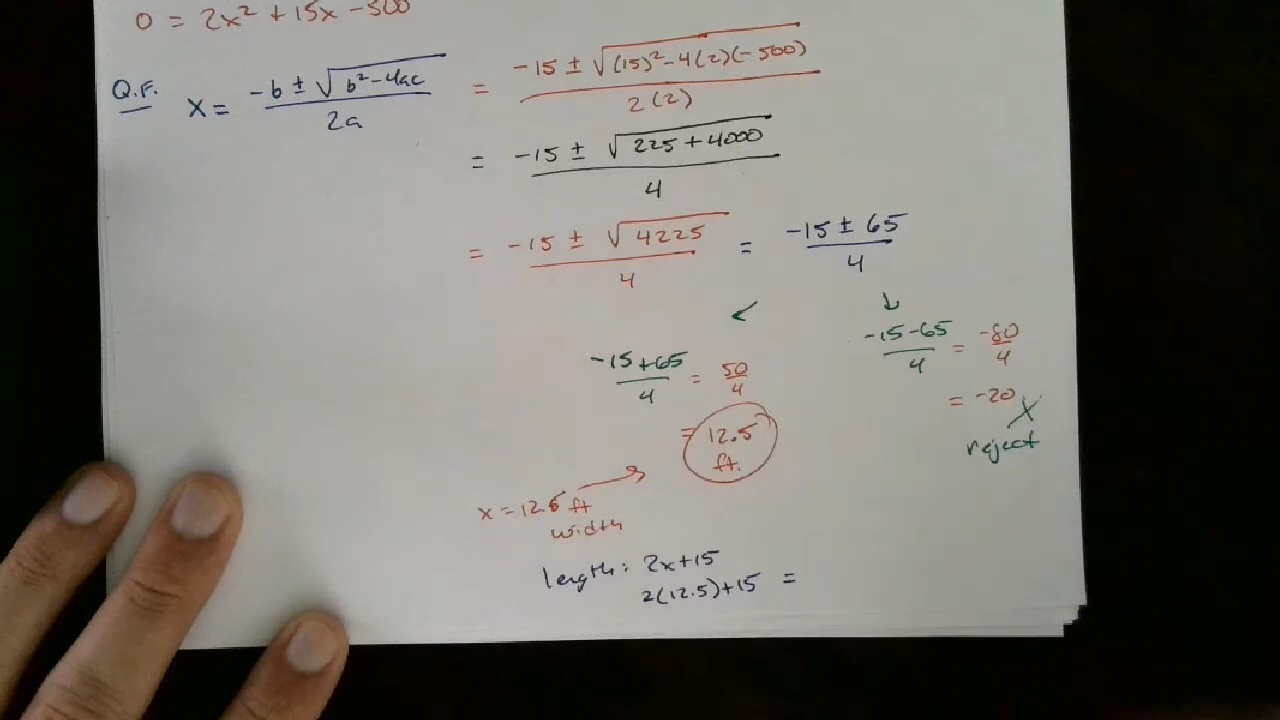 0 = 2x² + 15x - 500
Q.F. x = (-b ± √(b² - 4ac)) / 2a = (-15 ± √((15)² - 4(2)(-500))) / 2(2)
= (-15 ± √(225 + 4000)) / 4
= (-15 ± √4225) / 4 = (-15 ± 65) / 4
(-15 + 65) / 4 = 50/4
= 12.5
ft.
(-15 - 65) / 4 = -80/4
= -20 X
reject
x = 12.5 ft
width
length: 2x + 15
2(12.5) + 15 =